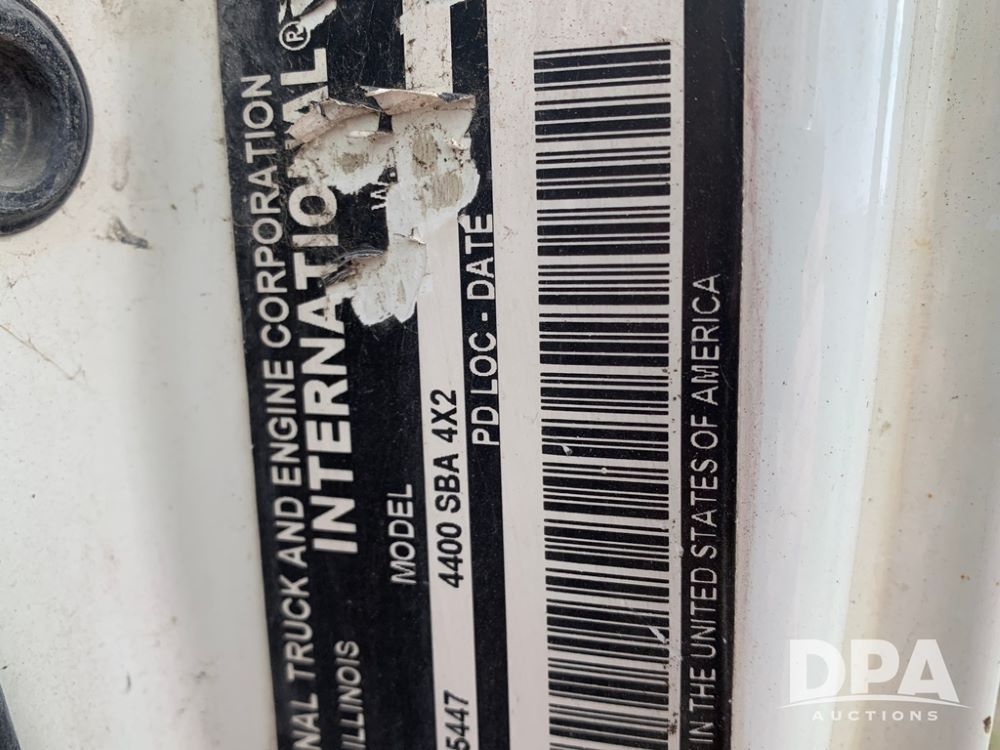 NAL TRUCK AND ENGINE CORPORATION
ILLINOIS INTERNATIONAL®
MODEL
5447 4400 SBA 4X2
PD LOC - DATE
IN THE UNITED STATES OF AMERICA
DPA
AUCTIONS